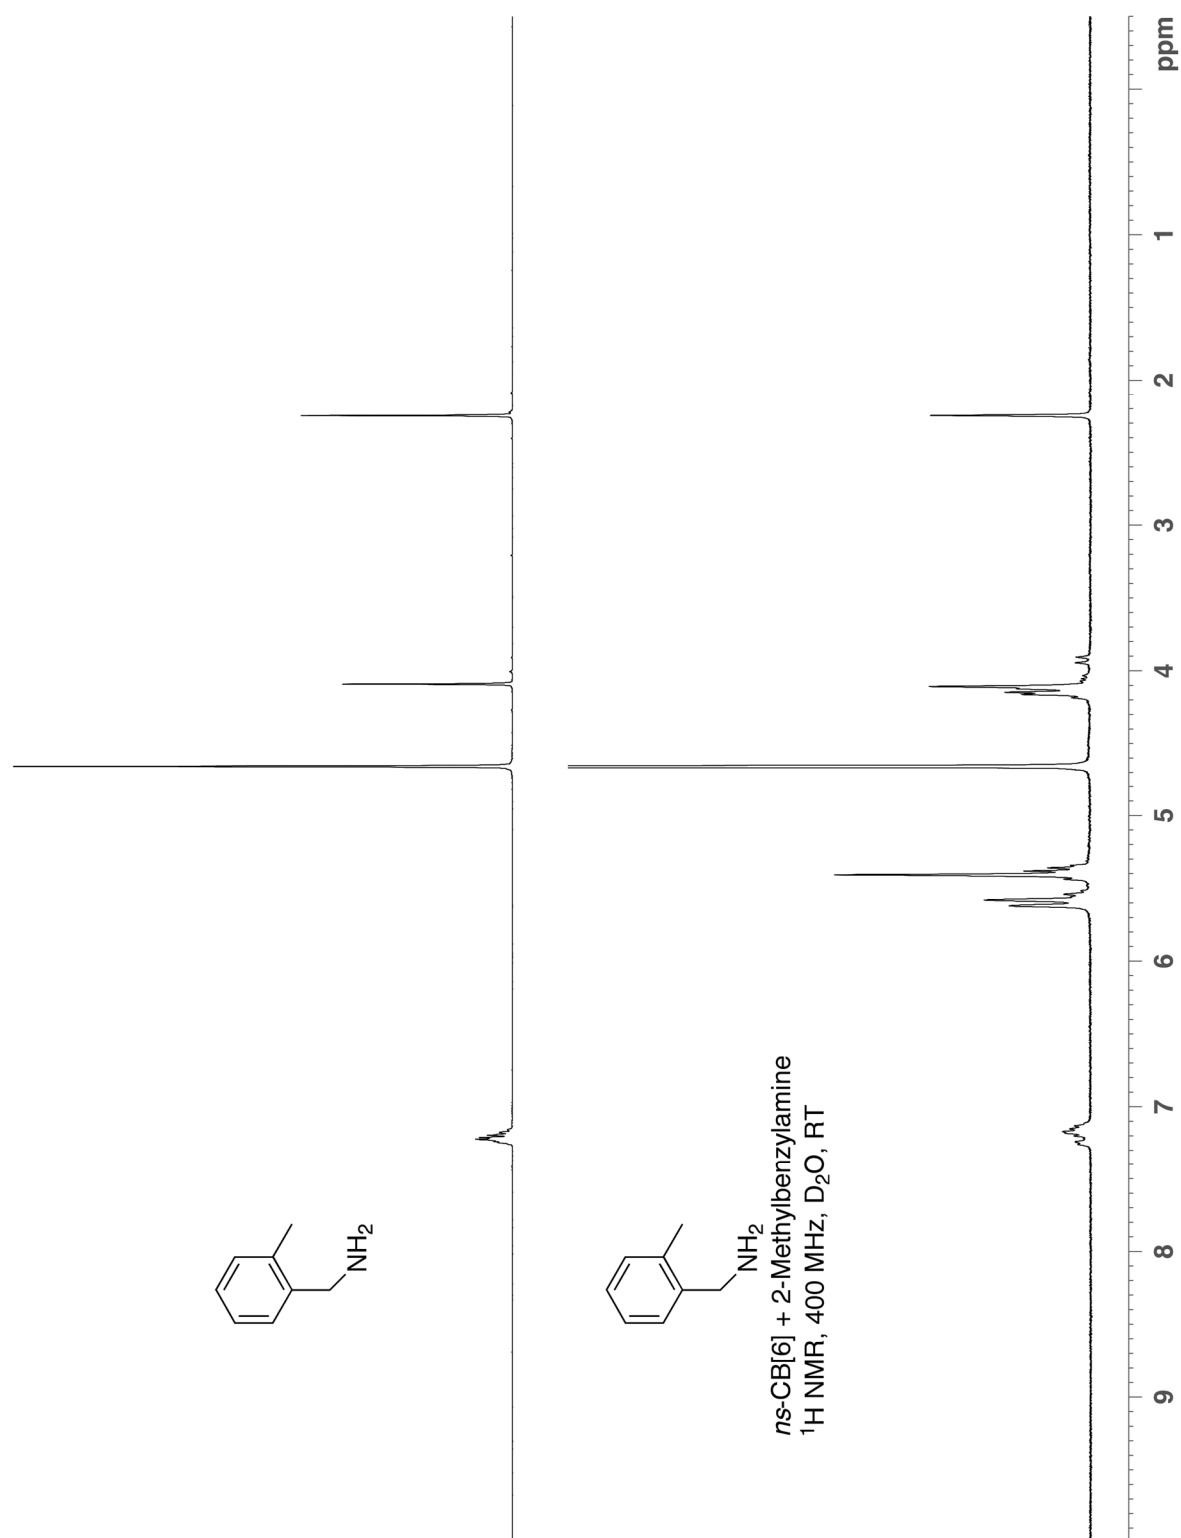 NH2
NH2
ns-CB[6] + 2-Methylbenzylamine
1H NMR, 400 MHz, D2O, RT
9 8 7 6 5 4 3 2 1 ppm